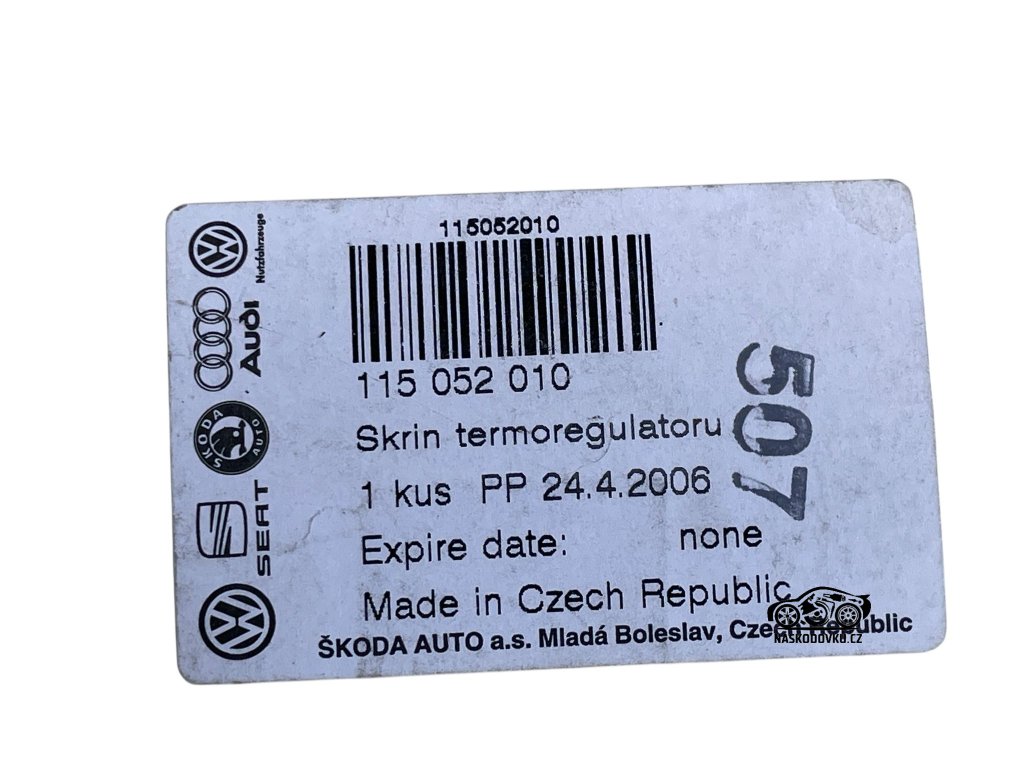 115052010
115 052 010
Skrin termoregulatoru
1 kus PP 24.4.2006
Expire date: none
Made in Czech Republic
ŠKODA AUTO a.s. Mladá Boleslav, Czech Republic
507
Nutzfahrzeuge
Audi
ŠKODA
AUTO
SEAT
NASKODOVKU.CZ